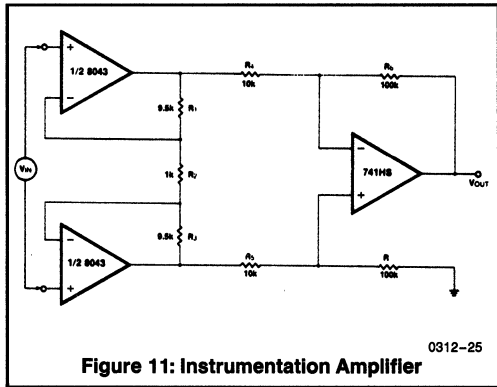 1/2 8043
+
−
R₄
10k
R₆
100k
9.5k R₁
1k R₂
9.5k R₃
VIN
−
741HS
+
VOUT
−
1/2 8043
+
R₅
10k
R
100k
0312–25
Figure 11: Instrumentation Amplifier